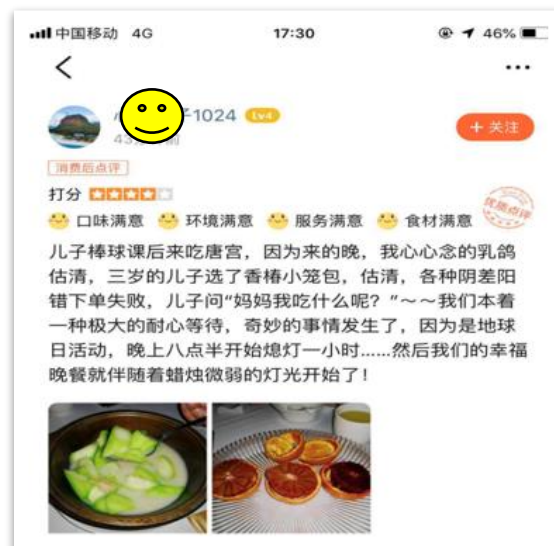 中国移动 4G 17:30 46%
1024 Lv4
+ 关注
消费后点评
打分
优质点评
口味满意 环境满意 服务满意 食材满意
儿子棒球课后来吃唐宫，因为来的晚，我心心念的乳鸽
估清，三岁的儿子选了香椿小笼包，估清，各种阴差阳
错下单失败，儿子问“妈妈我吃什么呢？”～～我们本着
一种极大的耐心等待，奇妙的事情发生了，因为是地球
日活动，晚上八点半开始熄灯一小时……然后我们的幸福
晚餐就伴随着蜡烛微弱的灯光开始了！